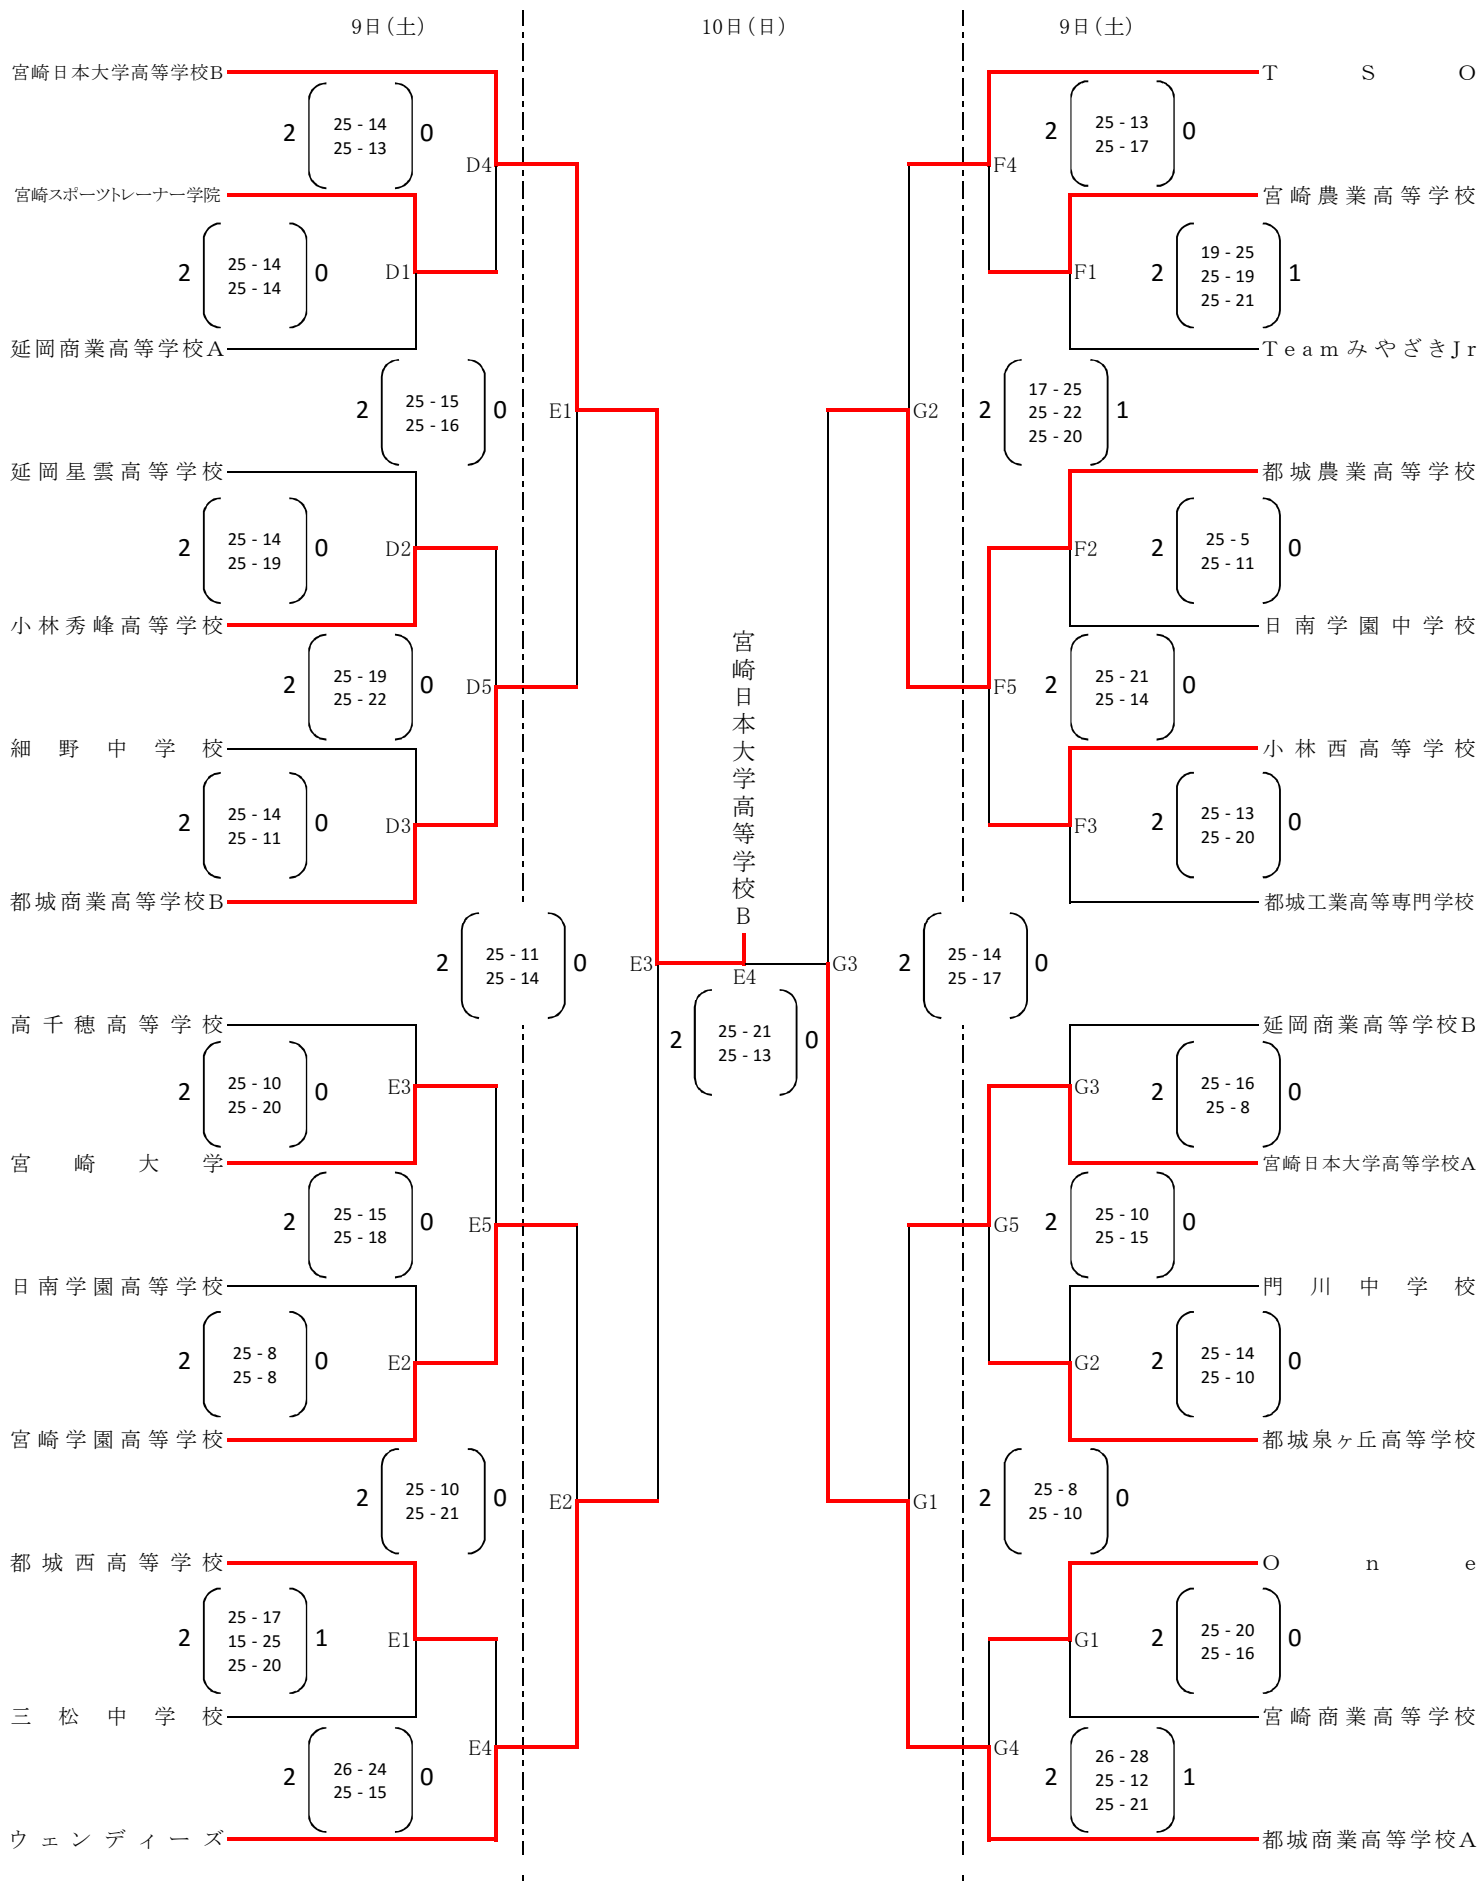 9日(土)
10日(日)
9日(土)
宮崎日本大学高等学校B
T S O
2 25 - 14 0
25 - 13
D4
F4
2 25 - 13 0
25 - 17
宮崎スポーツトレーナー学院
宮崎農業高等学校
2 25 - 14 0
25 - 14
D1
F1
2 19 - 25 1
25 - 19
25 - 21
延岡商業高等学校A
TeamみやざきJr
2 25 - 15 0
25 - 16
E1
G2
2 17 - 25 1
25 - 22
25 - 20
延岡星雲高等学校
都城農業高等学校
2 25 - 14 0
25 - 19
D2
F2
2 25 - 5 0
25 - 11
小林秀峰高等学校
日南学園中学校
宮崎日本大学高等学校B
2 25 - 19 0
25 - 22
D5
F5
2 25 - 21 0
25 - 14
細野中学校
小林西高等学校
2 25 - 14 0
25 - 11
D3
F3
2 25 - 13 0
25 - 20
都城商業高等学校B
都城工業高等専門学校
2 25 - 11 0
25 - 14
E3
E4
G3
2 25 - 14 0
25 - 17
2 25 - 21 0
25 - 13
高千穂高等学校
延岡商業高等学校B
2 25 - 10 0
25 - 20
E3
G3
2 25 - 16 0
25 - 8
宮崎大学
宮崎日本大学高等学校A
2 25 - 15 0
25 - 18
E5
G5
2 25 - 10 0
25 - 15
日南学園高等学校
門川中学校
2 25 - 8 0
25 - 8
E2
G2
2 25 - 14 0
25 - 10
宮崎学園高等学校
都城泉ヶ丘高等学校
2 25 - 10 0
25 - 21
E2
G1
2 25 - 8 0
25 - 10
都城西高等学校
O n e
2 25 - 17 1
15 - 25
25 - 20
E1
G1
2 25 - 20 0
25 - 16
三松中学校
宮崎商業高等学校
2 26 - 24 0
25 - 15
E4
G4
2 26 - 28 1
25 - 12
25 - 21
ウェンディーズ
都城商業高等学校A